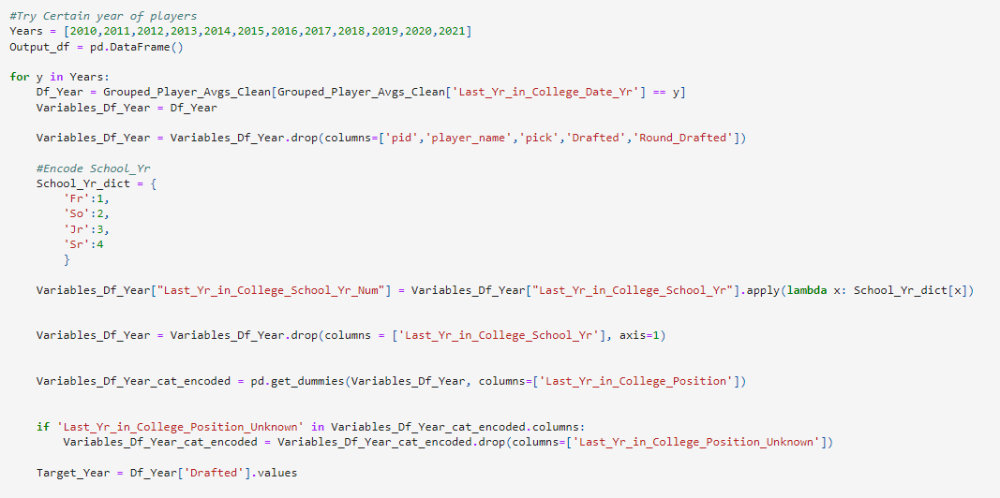 #Try Certain year of players
Years = [2010,2011,2012,2013,2014,2015,2016,2017,2018,2019,2020,2021]
Output_df = pd.DataFrame()
for y in Years:
    Df_Year = Grouped_Player_Avgs_Clean[Grouped_Player_Avgs_Clean['Last_Yr_in_College_Date_Yr'] == y]
    Variables_Df_Year = Df_Year
    Variables_Df_Year = Variables_Df_Year.drop(columns=['pid','player_name','pick','Drafted','Round_Drafted'])
    #Encode School_Yr
    School_Yr_dict = {
        'Fr':1,
        'So':2,
        'Jr':3,
        'Sr':4
        }
    Variables_Df_Year["Last_Yr_in_College_School_Yr_Num"] = Variables_Df_Year["Last_Yr_in_College_School_Yr"].apply(lambda x: School_Yr_dict[x])
    Variables_Df_Year = Variables_Df_Year.drop(columns = ['Last_Yr_in_College_School_Yr'], axis=1)
    Variables_Df_Year_cat_encoded = pd.get_dummies(Variables_Df_Year, columns=['Last_Yr_in_College_Position'])
    if 'Last_Yr_in_College_Position_Unknown' in Variables_Df_Year_cat_encoded.columns:
        Variables_Df_Year_cat_encoded = Variables_Df_Year_cat_encoded.drop(columns=['Last_Yr_in_College_Position_Unknown'])
    Target_Year = Df_Year['Drafted'].values